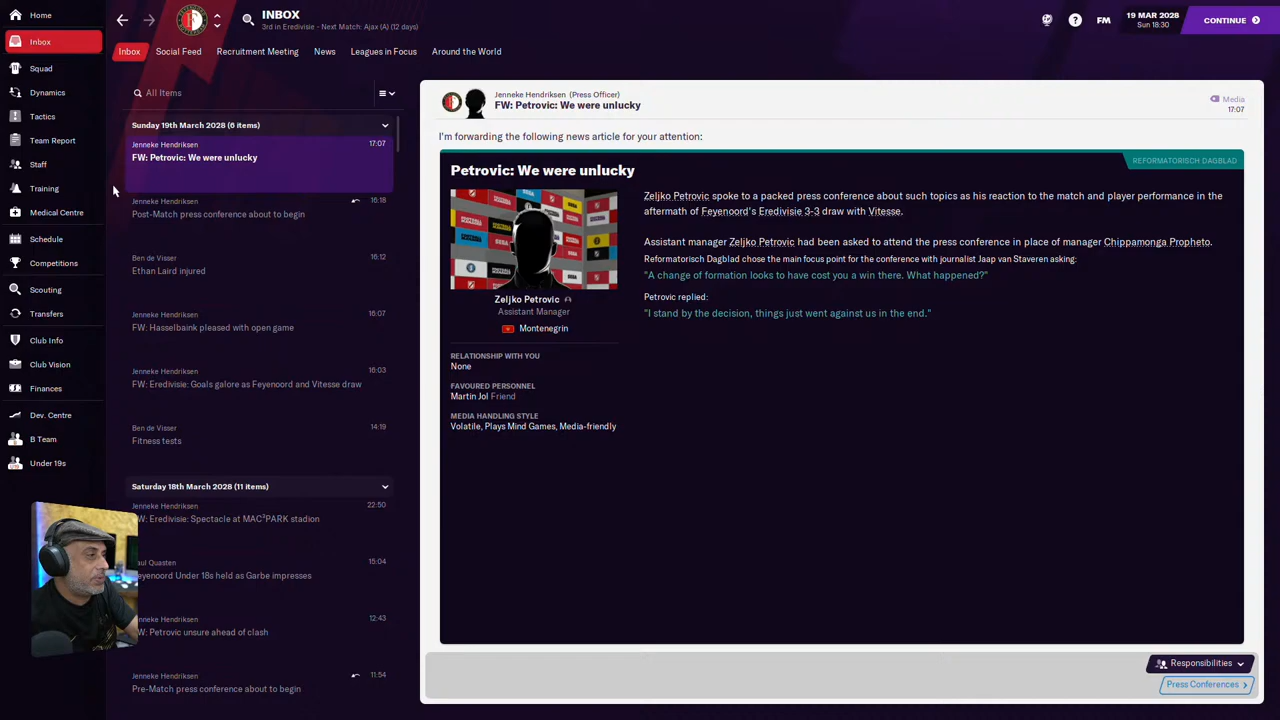 Home
Inbox
Squad
Dynamics
Tactics
Team Report
Staff
Training
Medical Centre
Schedule
Competitions
Scouting
Transfers
Club Info
Club Vision
Finances
Dev. Centre
B Team
Under 19s
INBOX
3rd in Eredivisie - Next Match: Ajax (A) (12 days)
FM
19 MAR 2028
Sun 18:30
CONTINUE
Inbox
Social Feed
Recruitment Meeting
News
Leagues in Focus
Around the World
All Items
Sunday 19th March 2028 (6 items)
Jenneke Hendriksen
17:07
FW: Petrovic: We were unlucky
Jenneke Hendriksen
16:18
Post-Match press conference about to begin
Ben de Visser
16:12
Ethan Laird injured
Jenneke Hendriksen
16:07
FW: Hasselbaink pleased with open game
Jenneke Hendriksen
16:03
FW: Eredivisie: Goals galore as Feyenoord and Vitesse draw
Ben de Visser
14:19
Fitness tests
Saturday 18th March 2028 (11 items)
Jenneke Hendriksen
22:50
W: Eredivisie: Spectacle at MAC³PARK stadion
aul Quasten
15:04
eyenoord Under 18s held as Garbe impresses
nneke Hendriksen
12:43
W: Petrovic unsure ahead of clash
Jenneke Hendriksen
11:54
Pre-Match press conference about to begin
Jenneke Hendriksen (Press Officer)
FW: Petrovic: We were unlucky
Media
17:07
I'm forwarding the following news article for your attention:
REFORMATORISCH DAGBLAD
Petrovic: We were unlucky
Zeljko Petrovic
Assistant Manager
Montenegrin
RELATIONSHIP WITH YOU
None
FAVOURED PERSONNEL
Martin Jol Friend
MEDIA HANDLING STYLE
Volatile, Plays Mind Games, Media-friendly
Zeljko Petrovic spoke to a packed press conference about such topics as his reaction to the match and player performance in the
aftermath of Feyenoord's Eredivisie 3-3 draw with Vitesse.
Assistant manager Zeljko Petrovic had been asked to attend the press conference in place of manager Chippamonga Propheto.
Reformatorisch Dagblad chose the main focus point for the conference with journalist Jaap van Staveren asking:
"A change of formation looks to have cost you a win there. What happened?"
Petrovic replied:
"I stand by the decision, things just went against us in the end."
Responsibilities
Press Conferences